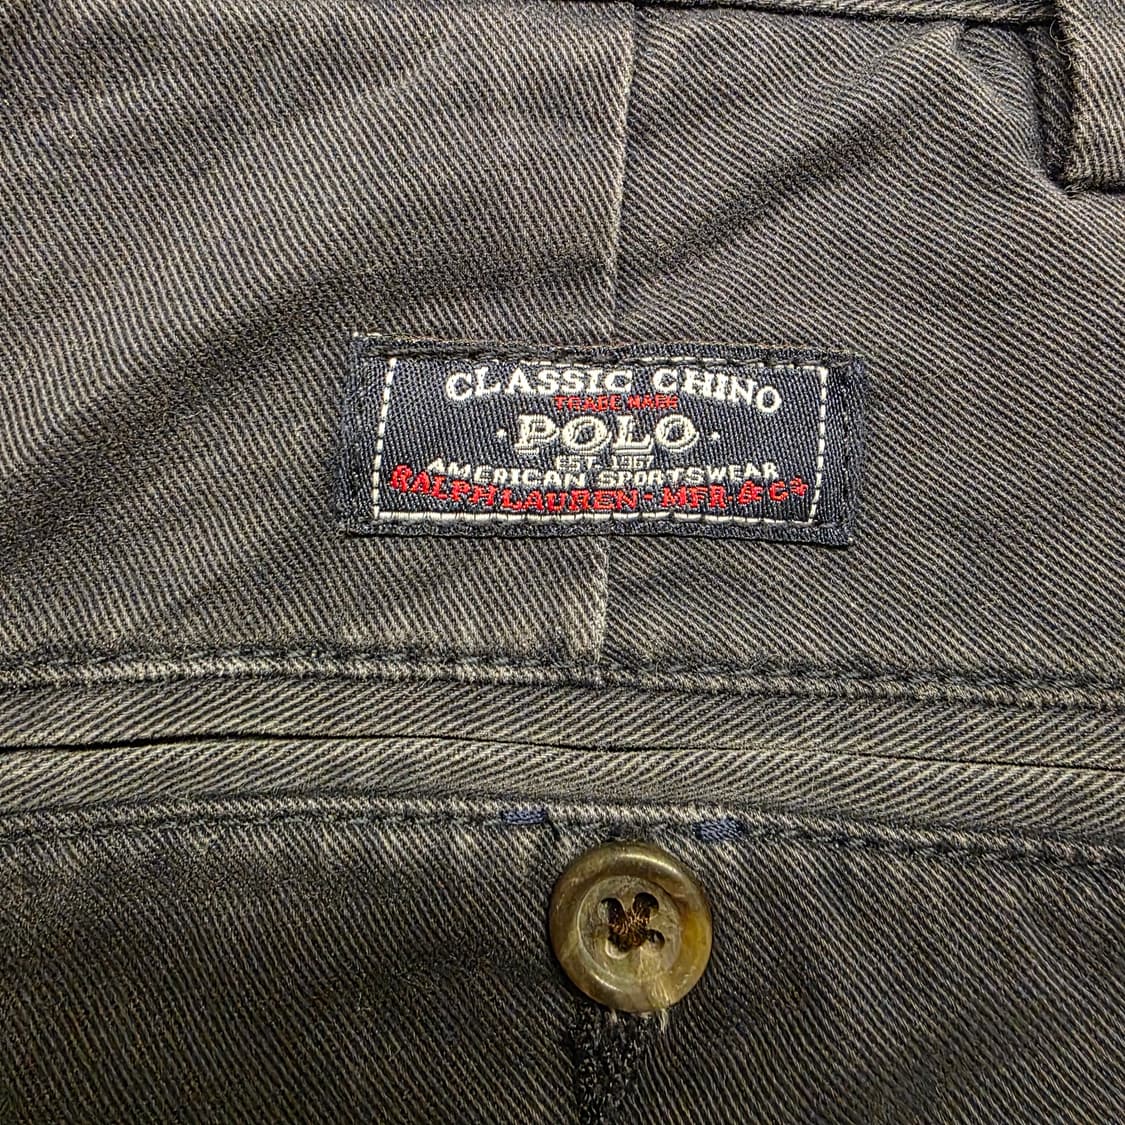 CLASSIC CHINO
TRADE MARK
· POLO ·
EST. 1967
AMERICAN SPORTSWEAR
RALPH LAUREN - MFR. & Co